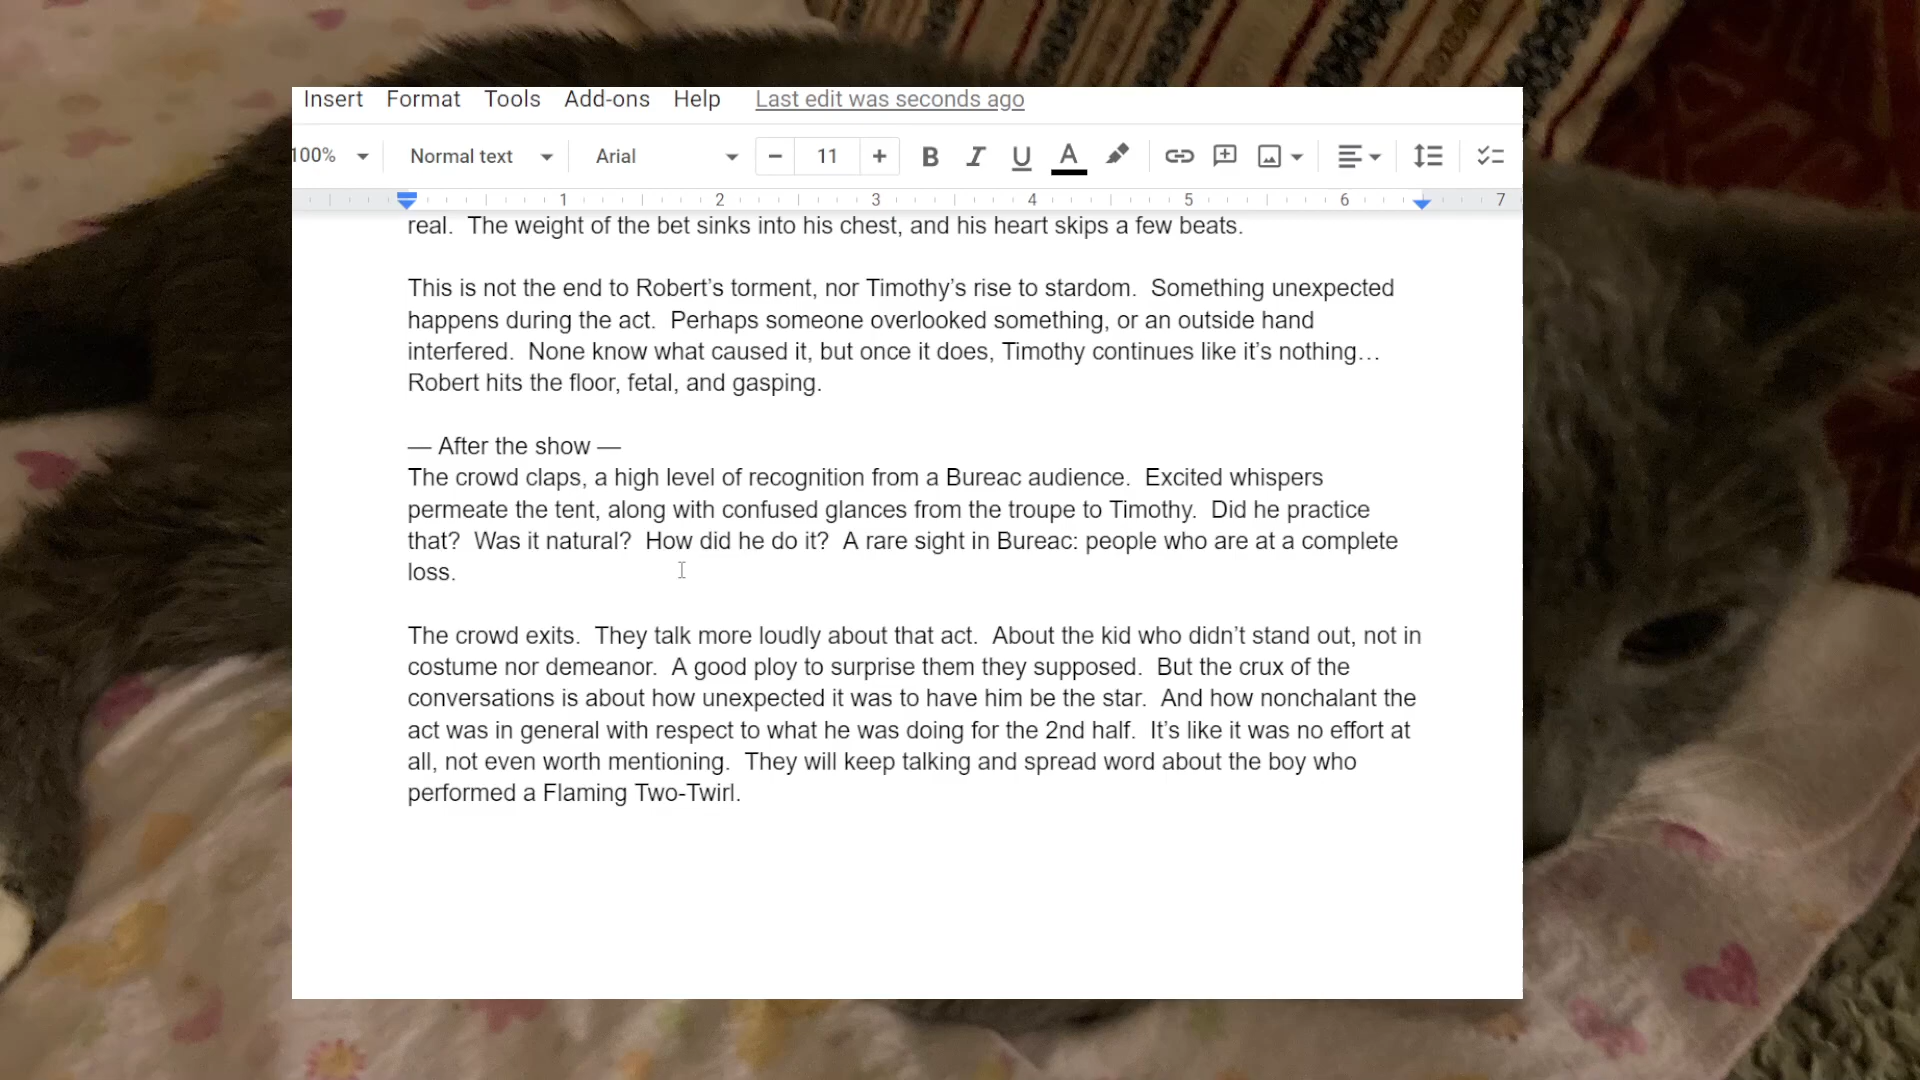 Insert Format Tools Add-ons Help Last edit was seconds ago
100% Normal text Arial − 11 + B I U A
1 2 3 4 5 6 7
real.  The weight of the bet sinks into his chest, and his heart skips a few beats.
This is not the end to Robert’s torment, nor Timothy’s rise to stardom.  Something unexpected
happens during the act.  Perhaps someone overlooked something, or an outside hand
interfered.  None know what caused it, but once it does, Timothy continues like it’s nothing…
Robert hits the floor, fetal, and gasping.
— After the show —
The crowd claps, a high level of recognition from a Bureac audience.  Excited whispers
permeate the tent, along with confused glances from the troupe to Timothy.  Did he practice
that?  Was it natural?  How did he do it?  A rare sight in Bureac: people who are at a complete
loss.
The crowd exits.  They talk more loudly about that act.  About the kid who didn’t stand out, not in
costume nor demeanor.  A good ploy to surprise them they supposed.  But the crux of the
conversations is about how unexpected it was to have him be the star.  And how nonchalant the
act was in general with respect to what he was doing for the 2nd half.  It’s like it was no effort at
all, not even worth mentioning.  They will keep talking and spread word about the boy who
performed a Flaming Two-Twirl.